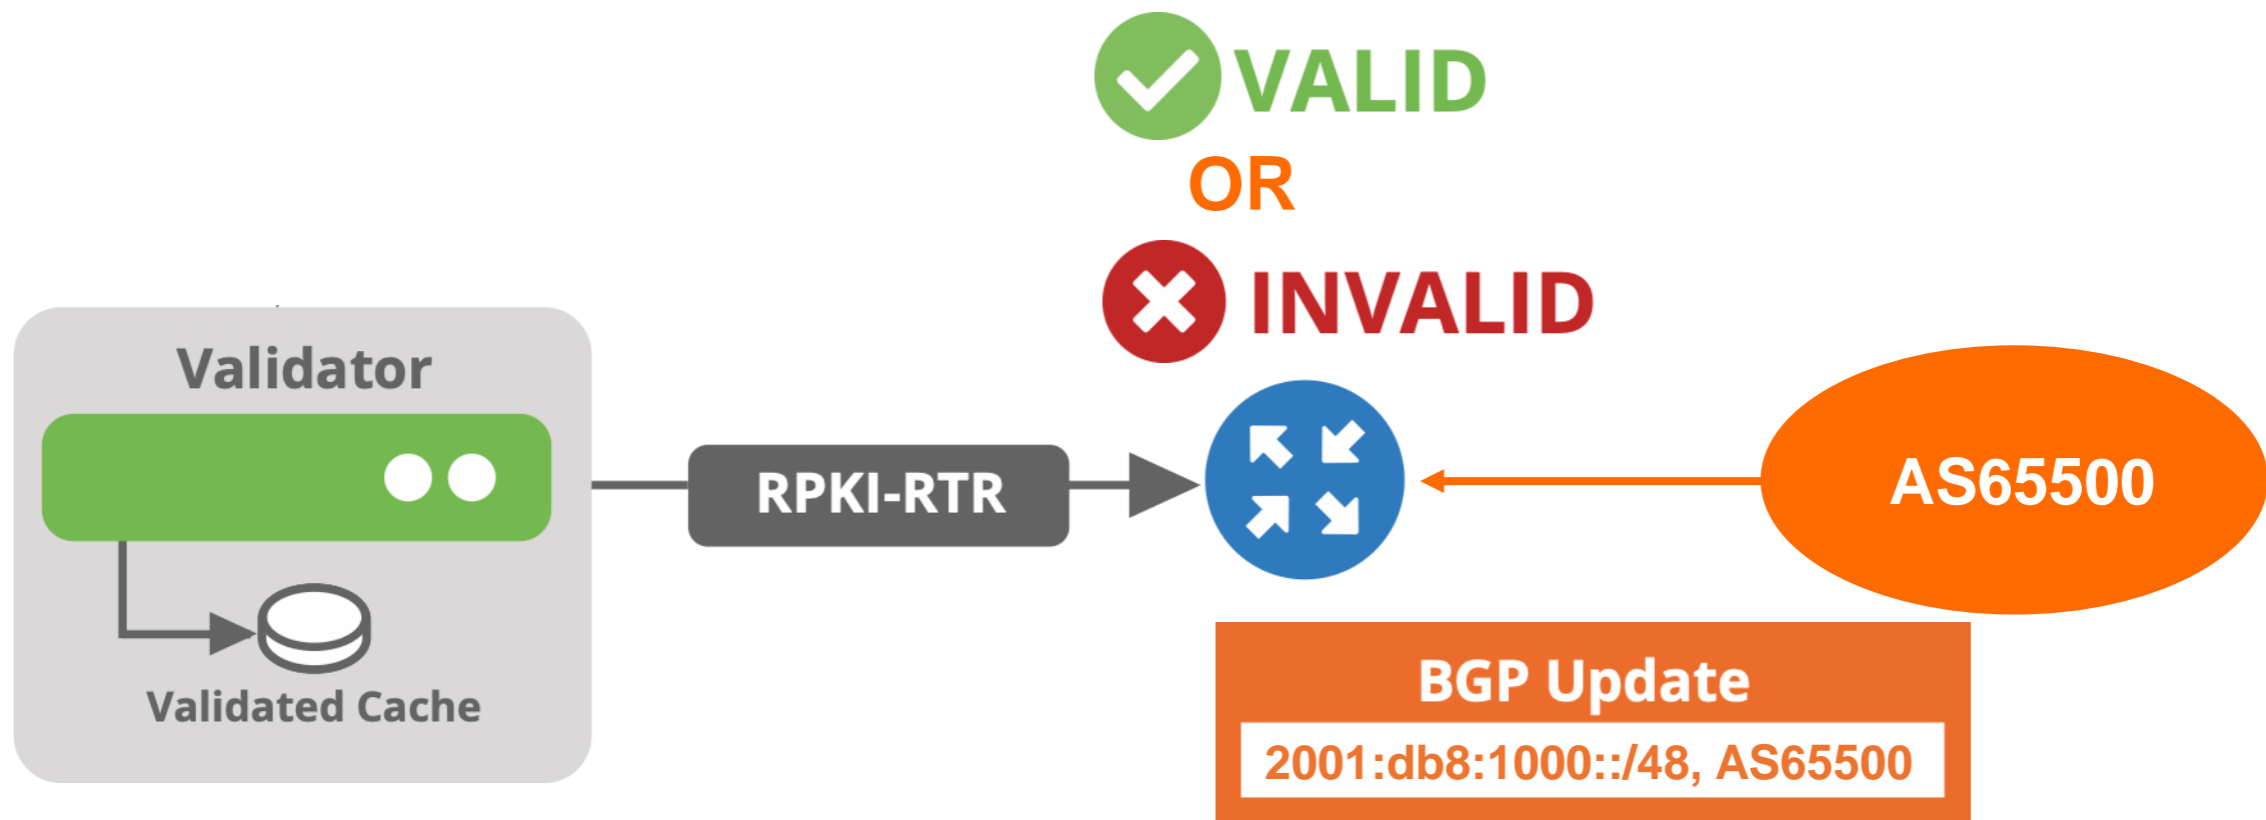 VALID
OR
INVALID
Validator
RPKI-RTR
AS65500
Validated Cache
BGP Update
2001:db8:1000::/48, AS65500